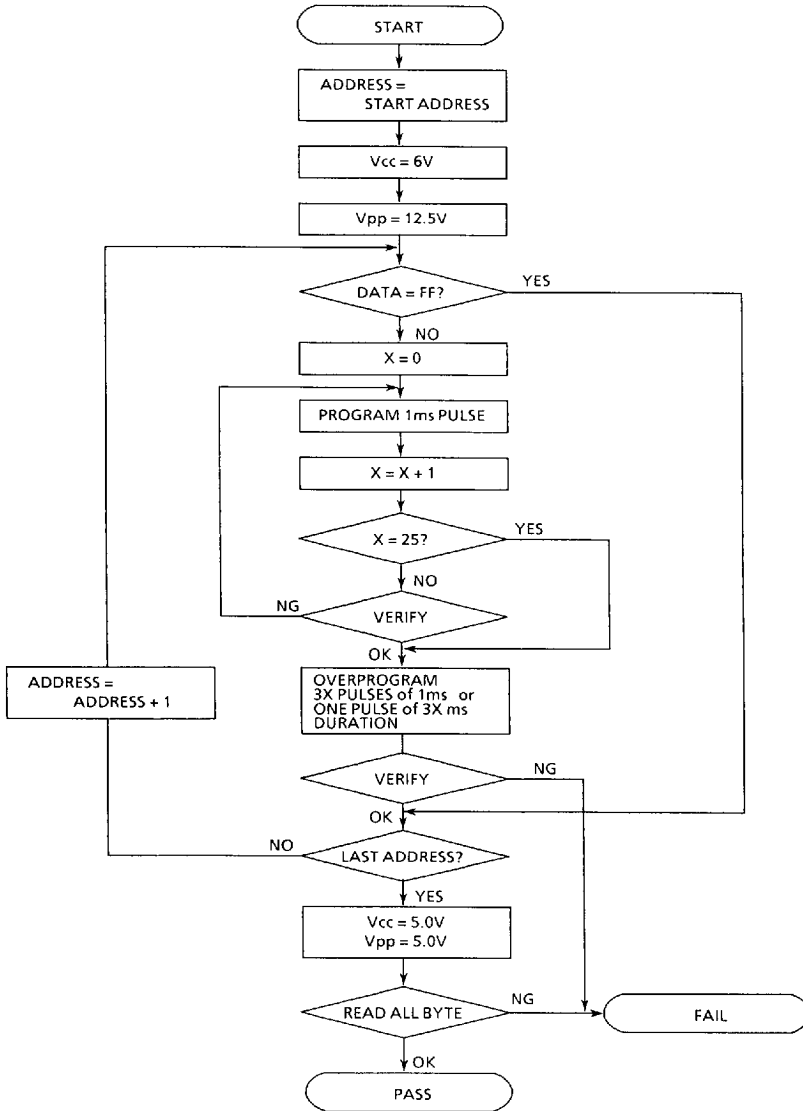 START
ADDRESS =
START ADDRESS
Vcc = 6V
Vpp = 12.5V
DATA = FF?
YES
NO
X = 0
PROGRAM 1ms PULSE
X = X + 1
X = 25?
YES
NO
VERIFY
NG
OK
ADDRESS =
ADDRESS + 1
OVERPROGRAM
3X PULSES of 1ms or
ONE PULSE of 3X ms
DURATION
VERIFY
NG
OK
LAST ADDRESS?
NO
YES
Vcc = 5.0V
Vpp = 5.0V
READ ALL BYTE
NG
FAIL
OK
PASS